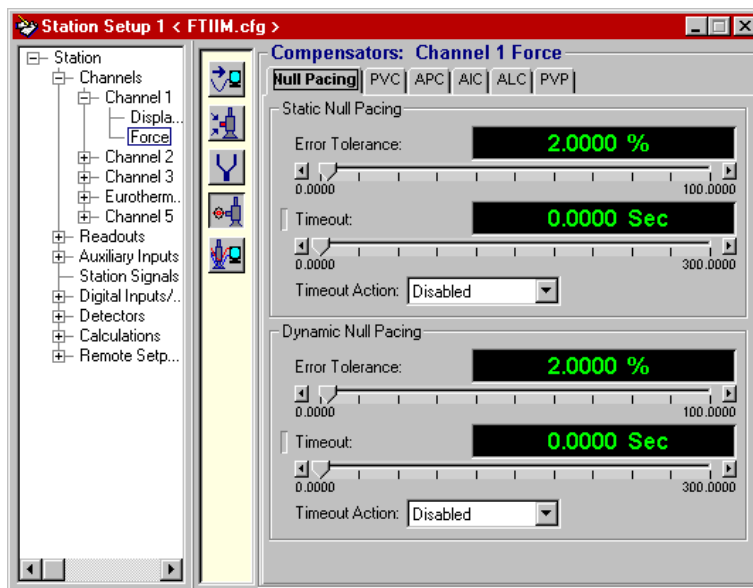 Station Setup 1 < FTIIM.cfg >
Station
Channels
Channel 1
Displa...
Force
Channel 2
Channel 3
Eurotherm...
Channel 5
Readouts
Auxiliary Inputs
Station Signals
Digital Inputs/...
Detectors
Calculations
Remote Setp...
Compensators: Channel 1 Force
Null Pacing PVC APC AIC ALC PVP
Static Null Pacing
Error Tolerance: 2.0000 %
0.0000 100.0000
Timeout: 0.0000 Sec
0.0000 300.0000
Timeout Action: Disabled
Dynamic Null Pacing
Error Tolerance: 2.0000 %
0.0000 100.0000
Timeout: 0.0000 Sec
0.0000 300.0000
Timeout Action: Disabled